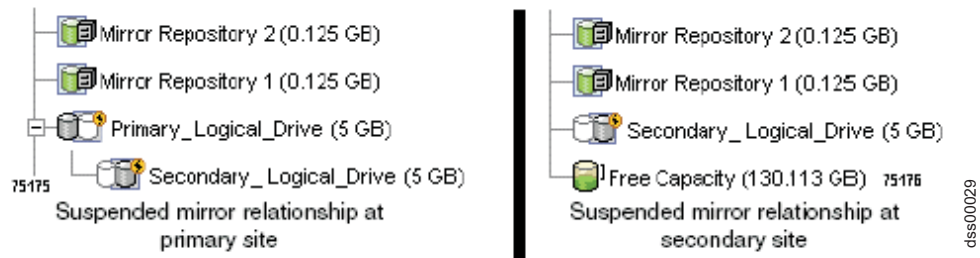 Mirror Repository 2 (0.125 GB)
Mirror Repository 1 (0.125 GB)
Primary_Logical_Drive (5 GB)
Secondary_ Logical_Drive (5 GB)
75175
Suspended mirror relationship at
primary site
Mirror Repository 2 (0.125 GB)
Mirror Repository 1 (0.125 GB)
Secondary_ Logical_Drive (5 GB)
Free Capacity (130.113 GB) 75176
Suspended mirror relationship at
secondary site
dss00029